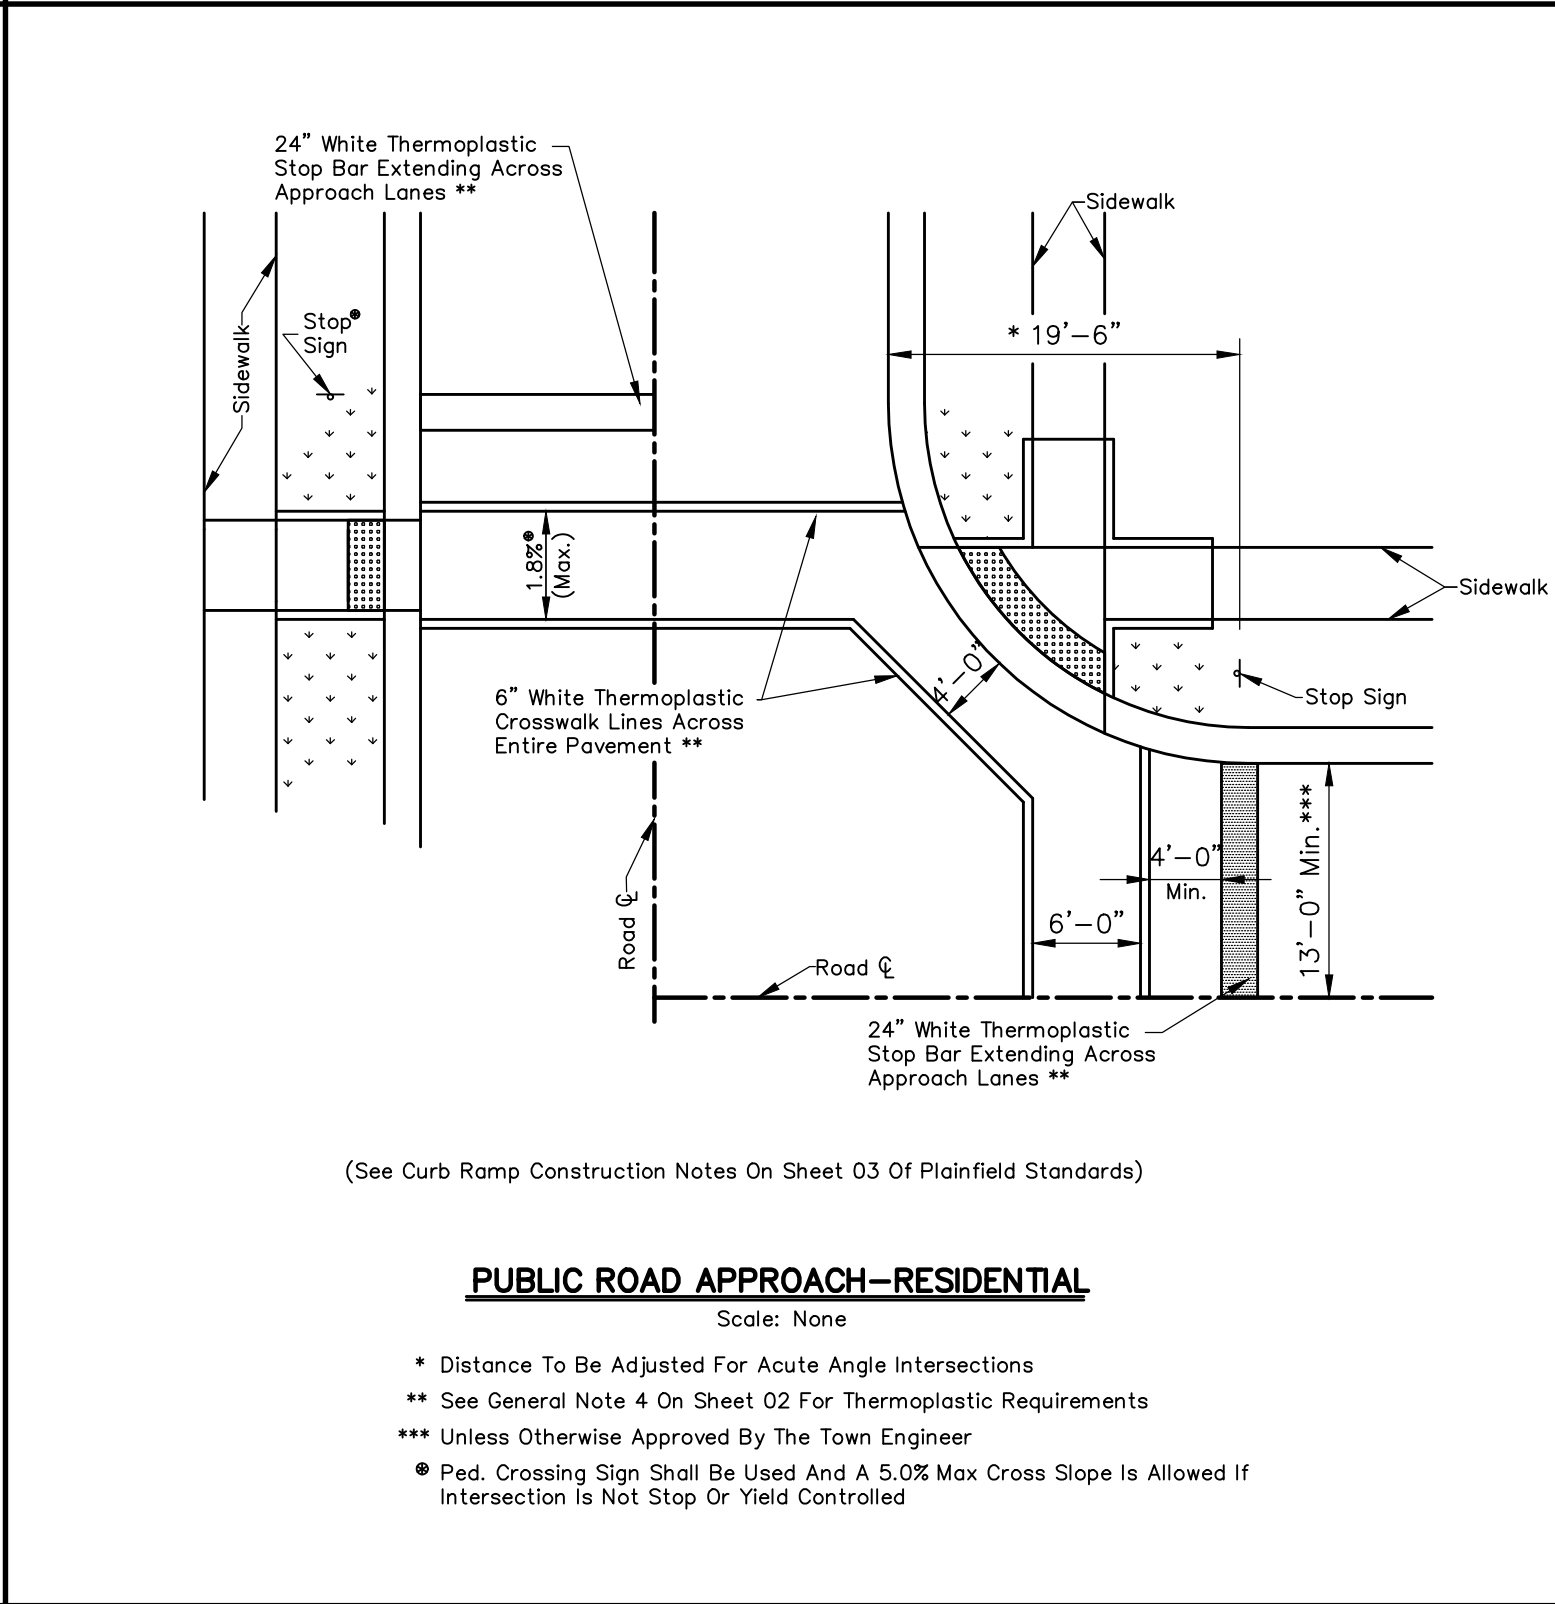 24" White Thermoplastic
Stop Bar Extending Across
Approach Lanes **
Sidewalk
Stop⊛
Sign
Sidewalk
* 19'-6"
1.8%⊛
(Max.)
Sidewalk
4'-0"
6" White Thermoplastic
Crosswalk Lines Across
Entire Pavement **
Stop Sign
13'-0" Min.***
4'-0"
Min.
6'-0"
Road ℄
Road ℄
24" White Thermoplastic
Stop Bar Extending Across
Approach Lanes **
(See Curb Ramp Construction Notes On Sheet 03 Of Plainfield Standards)
PUBLIC ROAD APPROACH-RESIDENTIAL
Scale: None
* Distance To Be Adjusted For Acute Angle Intersections
** See General Note 4 On Sheet 02 For Thermoplastic Requirements
*** Unless Otherwise Approved By The Town Engineer
⊛ Ped. Crossing Sign Shall Be Used And A 5.0% Max Cross Slope Is Allowed If
Intersection Is Not Stop Or Yield Controlled